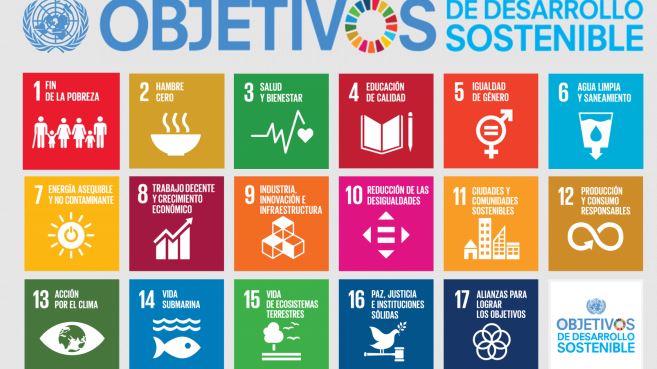 OBJETIVOS DE DESARROLLO
SOSTENIBLE
1 FIN
DE LA POBREZA
2 HAMBRE
CERO
3 SALUD
Y BIENESTAR
4 EDUCACIÓN
DE CALIDAD
5 IGUALDAD
DE GÉNERO
6 AGUA LIMPIA
Y SANEAMIENTO
7 ENERGÍA ASEQUIBLE
Y NO CONTAMINANTE
8 TRABAJO DECENTE
Y CRECIMIENTO
ECONÓMICO
9 INDUSTRIA,
INNOVACIÓN E
INFRAESTRUCTURA
10 REDUCCIÓN DE LAS
DESIGUALDADES
11 CIUDADES Y
COMUNIDADES
SOSTENIBLES
12 PRODUCCIÓN
Y CONSUMO
RESPONSABLES
13 ACCIÓN
POR EL CLIMA
14 VIDA
SUBMARINA
15 VIDA
DE ECOSISTEMAS
TERRESTRES
16 PAZ, JUSTICIA
E INSTITUCIONES
SÓLIDAS
17 ALIANZAS PARA
LOGRAR
LOS OBJETIVOS
OBJETIVOS
DE DESARROLLO
SOSTENIBLE